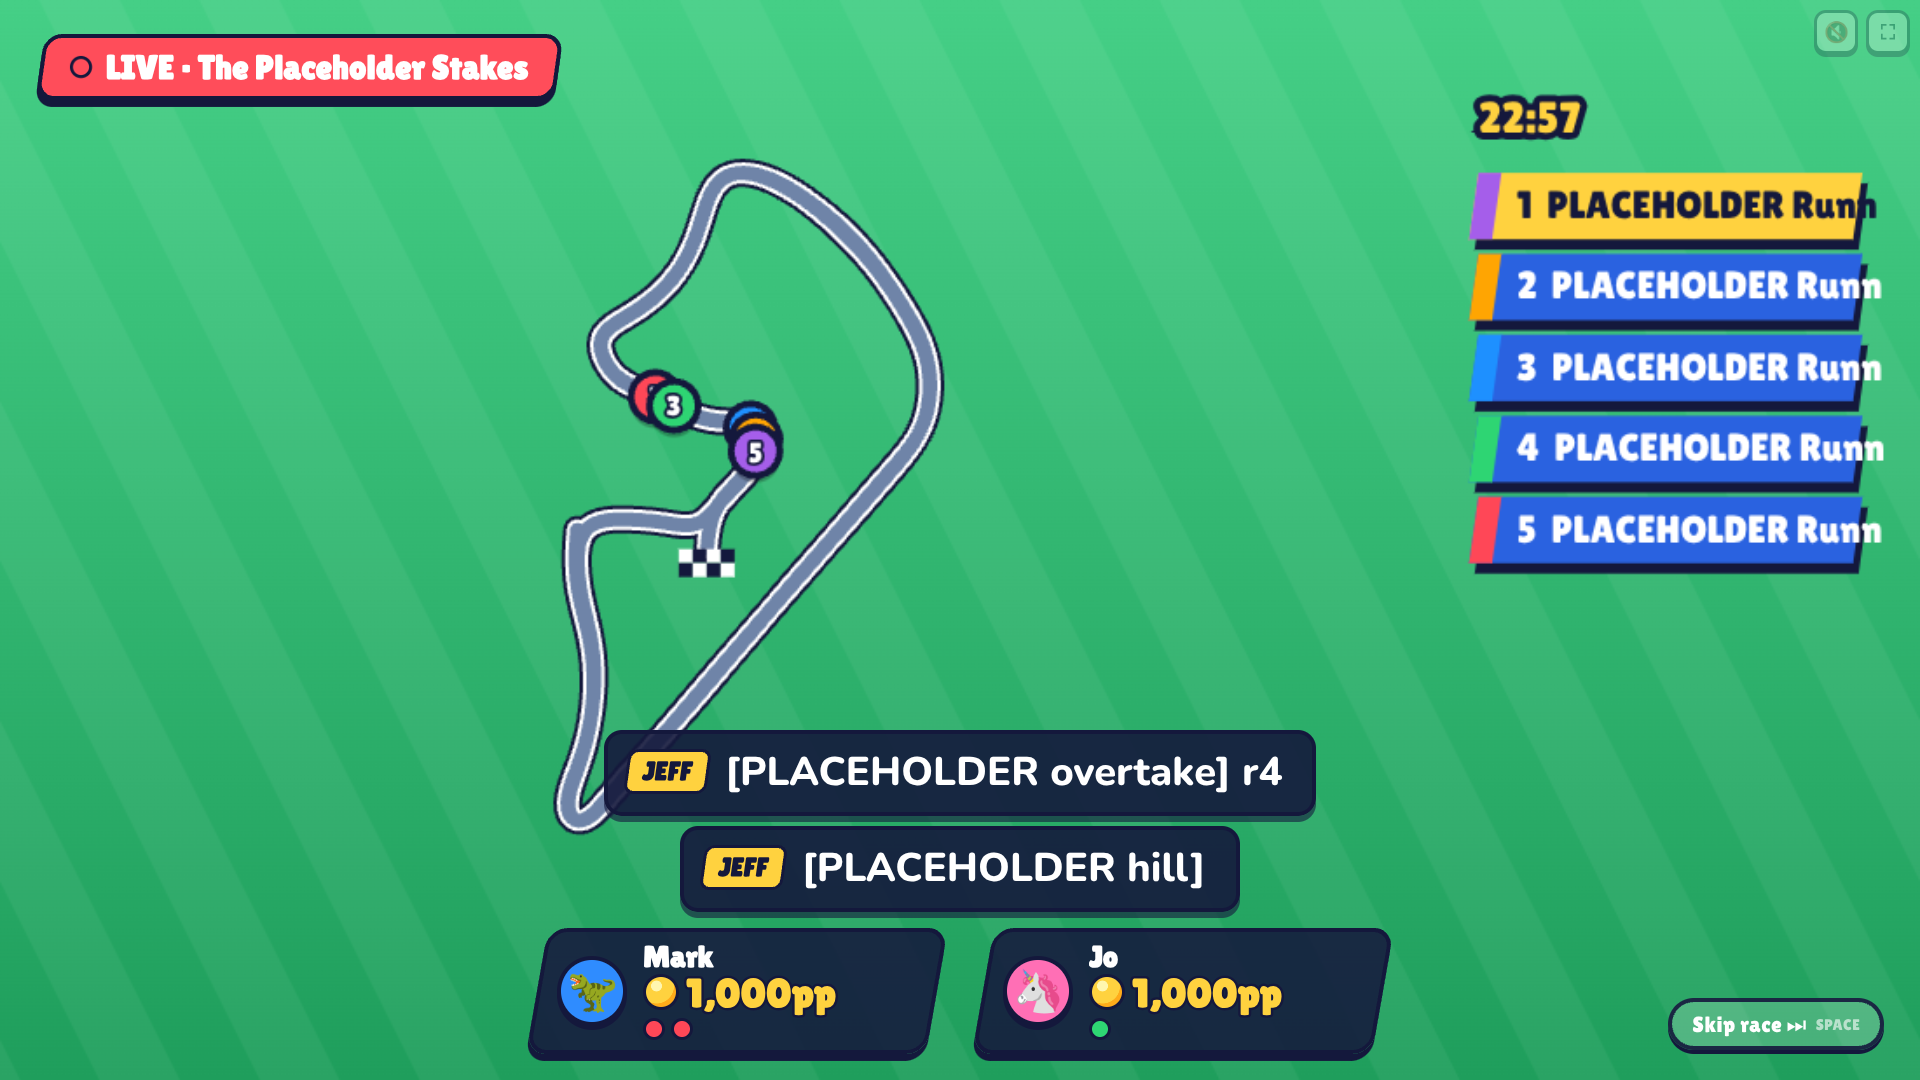 LIVE · The Placeholder Stakes
22:57
1 PLACEHOLDER Runn
2 PLACEHOLDER Runn
3 PLACEHOLDER Runn
4 PLACEHOLDER Runn
5 PLACEHOLDER Runn
3
5
JEFF [PLACEHOLDER overtake] r4
JEFF [PLACEHOLDER hill]
Mark
1,000pp
Jo
1,000pp
Skip race SPACE